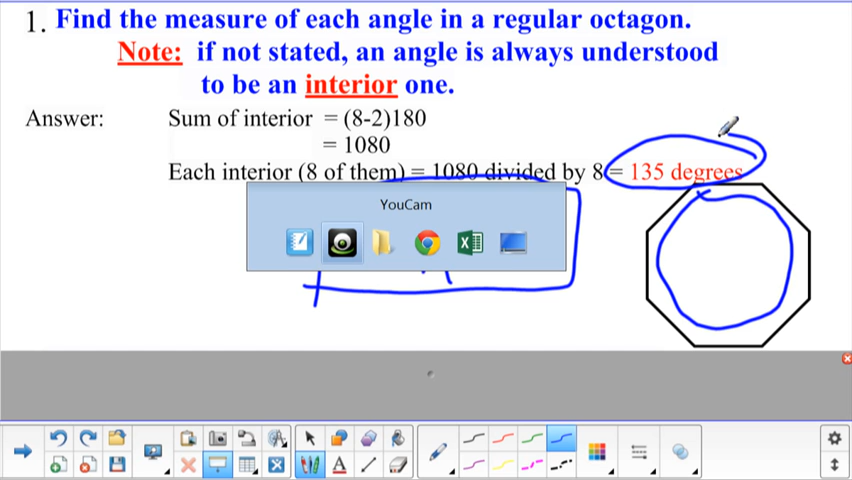 1. Find the measure of each angle in a regular octagon.
Note: if not stated, an angle is always understood
to be an interior one.
Answer: Sum of interior = (8-2)180
= 1080
Each interior (8 of them) = 1080 divided by 8 = 135 degrees
YouCam